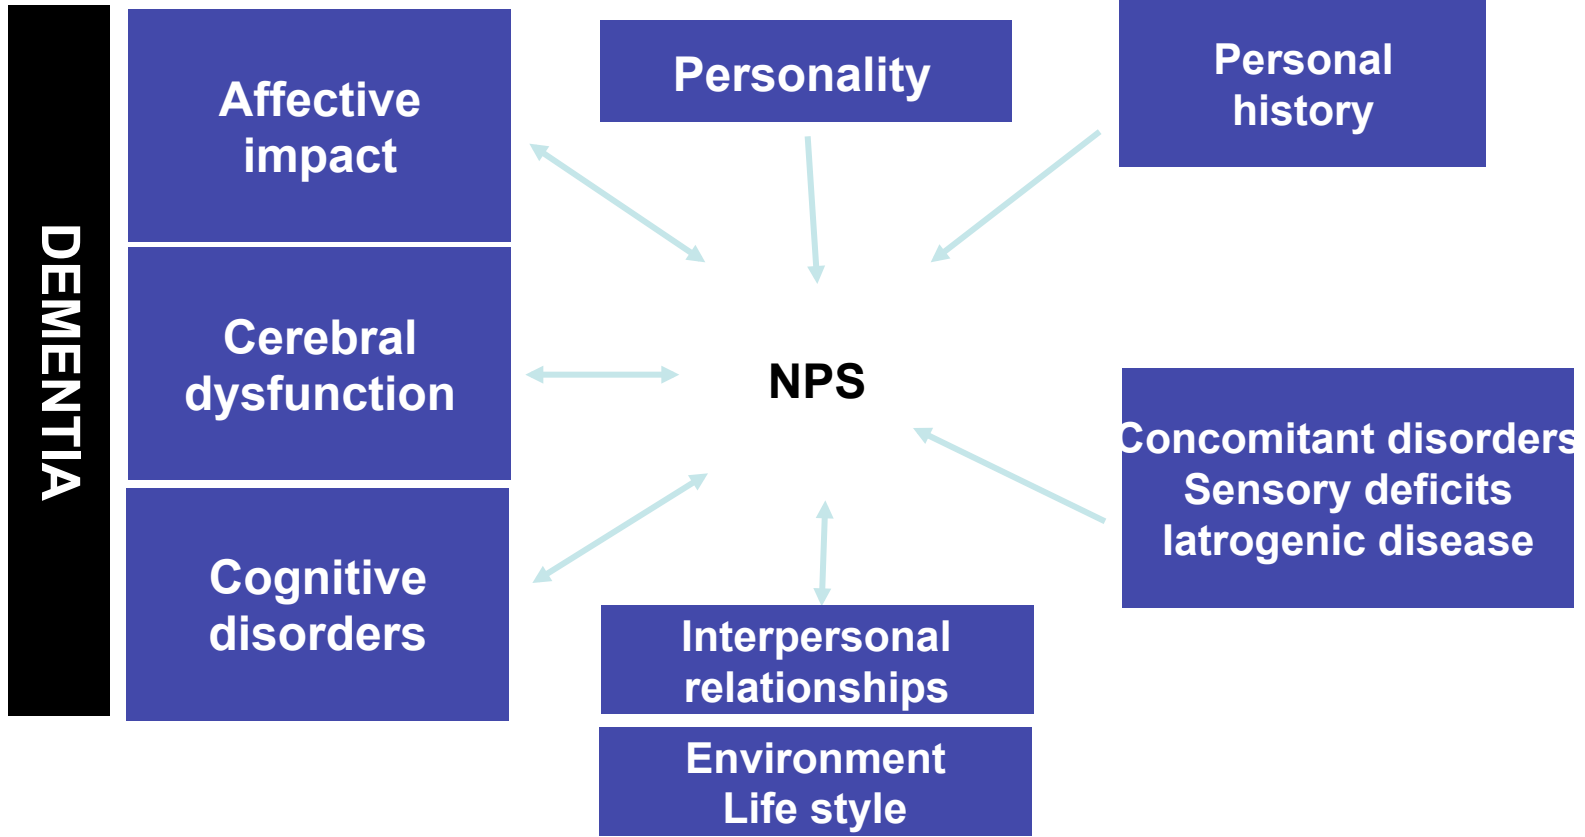 DEMENTIA
Affective
impact
Personality
Personal
history
Cerebral
dysfunction
NPS
Concomitant disorders
Sensory deficits
Iatrogenic disease
Cognitive
disorders
Interpersonal
relationships
Environment
Life style